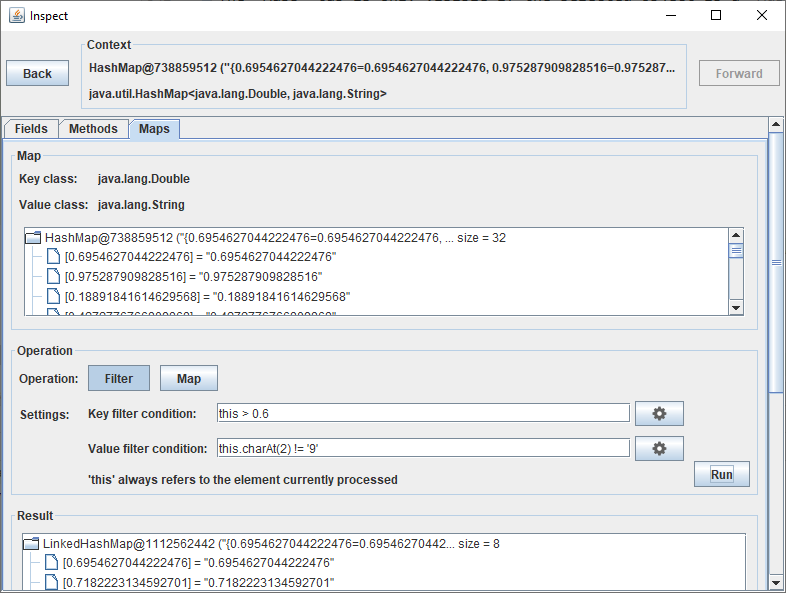 Inspect
Context
Back
HashMap@738859512 ("{0.6954627044222476=0.6954627044222476, 0.975287909828516=0.975287...
Forward
java.util.HashMap<java.lang.Double, java.lang.String>
Fields Methods Maps
Map
Key class: java.lang.Double
Value class: java.lang.String
HashMap@738859512 ("{0.6954627044222476=0.6954627044222476, ... size = 32
[0.6954627044222476] = "0.6954627044222476"
[0.975287909828516] = "0.975287909828516"
[0.18891841614629568] = "0.18891841614629568"
Operation
Operation: Filter Map
Settings: Key filter condition: this > 0.6
Value filter condition: this.charAt(2) != '9'
'this' always refers to the element currently processed
Run
Result
LinkedHashMap@1112562442 ("{0.6954627044222476=0.69546270442... size = 8
[0.6954627044222476] = "0.6954627044222476"
[0.7182223134592701] = "0.7182223134592701"